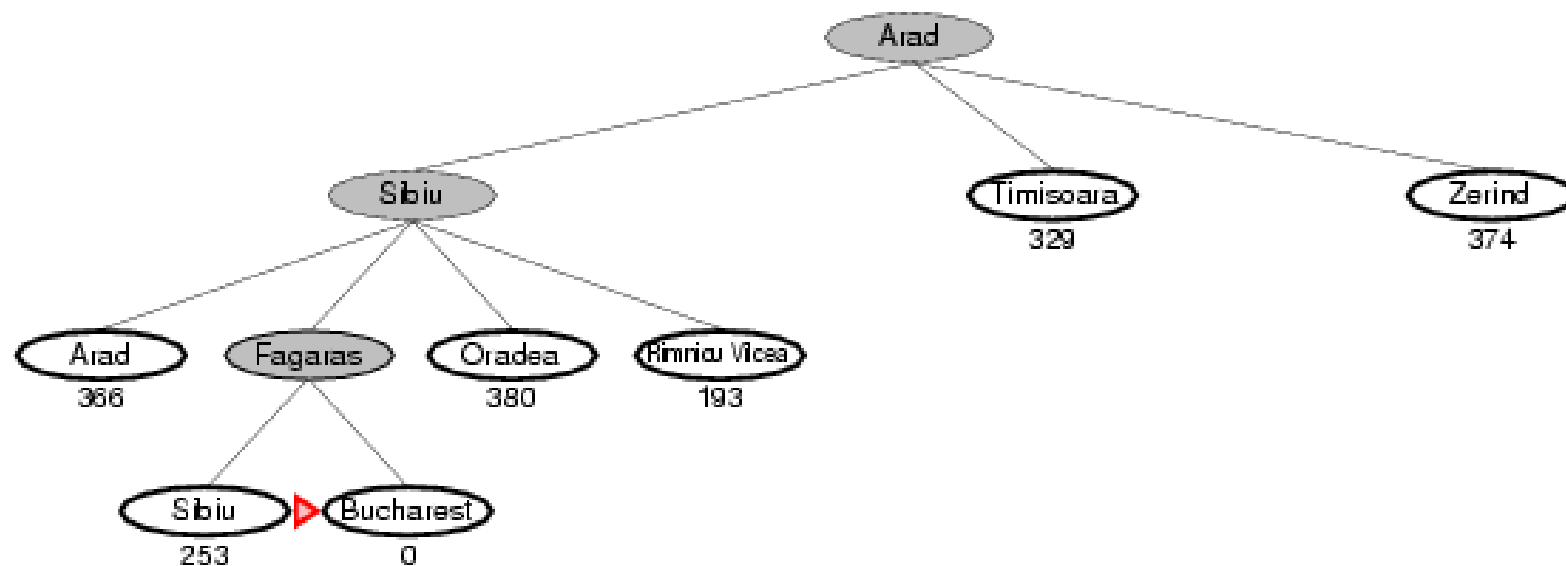 Arad
Sibiu
Timisoara
Zerind
329
374
Arad
Fagaras
Oradea
Rimnicu Vilcea
366
380
193
Sibiu
Bucharest
253
0